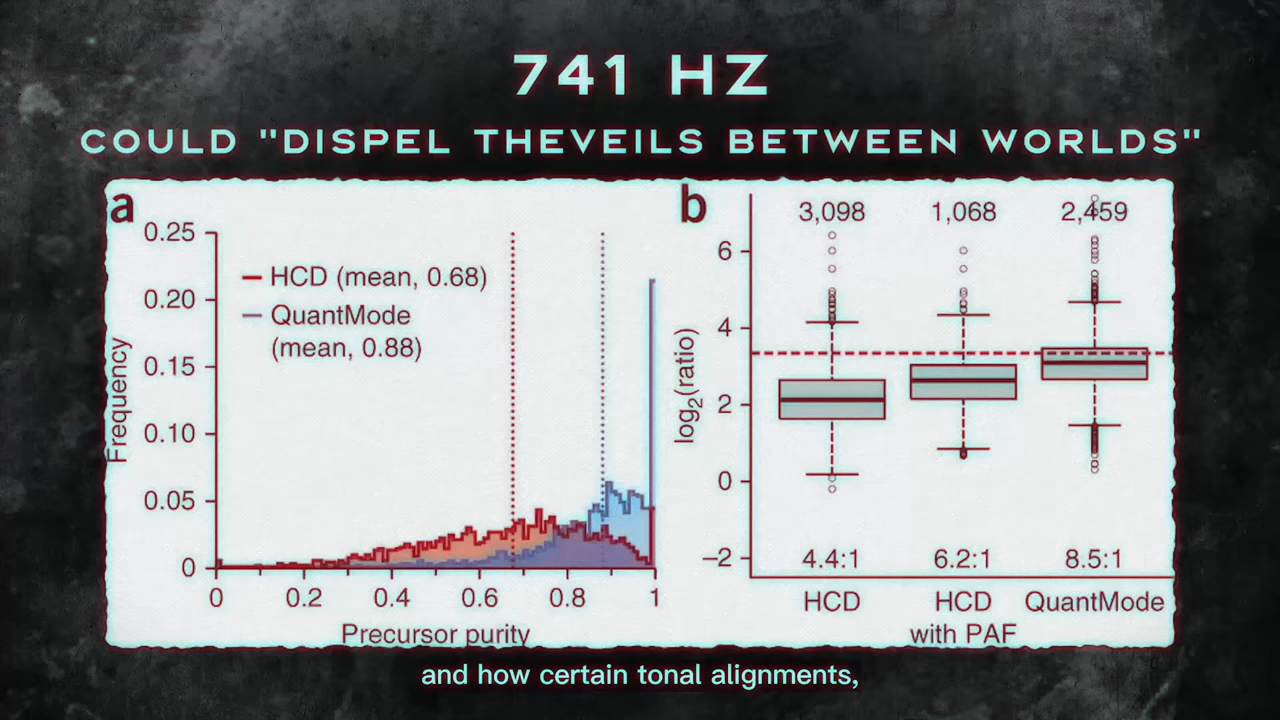 741 HZ
COULD "DISPEL THEVEILS BETWEEN WORLDS"
a
0.25
0.20
0.15
0.10
0.05
0
Frequency
HCD (mean, 0.68)
QuantMode
(mean, 0.88)
0 0.2 0.4 0.6 0.8 1
Precursor purity
b
3,098 1,068 2,459
6
4
2
0
–2
log2(ratio)
4.4:1 6.2:1 8.5:1
HCD HCD QuantMode
with PAF
and how certain tonal alignments,